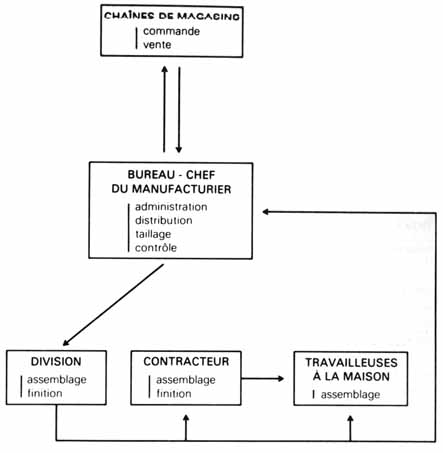 CHAÎNES DE MAGASINS
commande
vente
BUREAU - CHEF
DU MANUFACTURIER
administration
distribution
taillage
contrôle
DIVISION
assemblage
finition
CONTRACTEUR
assemblage
finition
TRAVAILLEUSES
À LA MAISON
assemblage